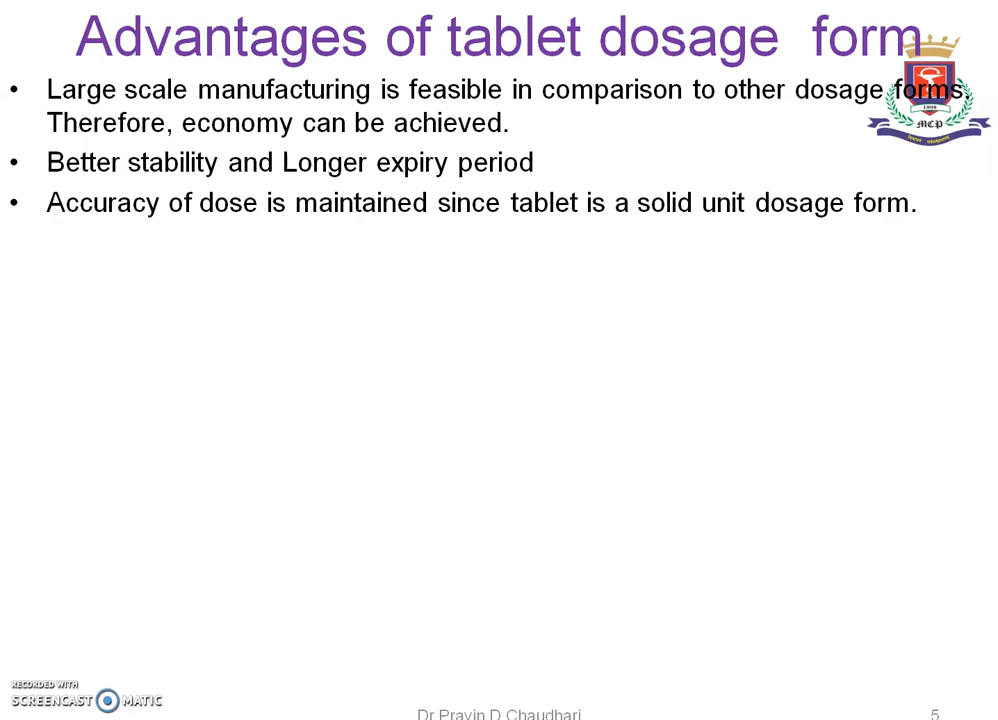 Advantages of tablet dosage form
• Large scale manufacturing is feasible in comparison to other dosage forms.
Therefore, economy can be achieved.
• Better stability and Longer expiry period
• Accuracy of dose is maintained since tablet is a solid unit dosage form.
1908
MCP
RECORDED WITH
SCREENCAST MATIC
Dr Pravin D Chaudhari
5